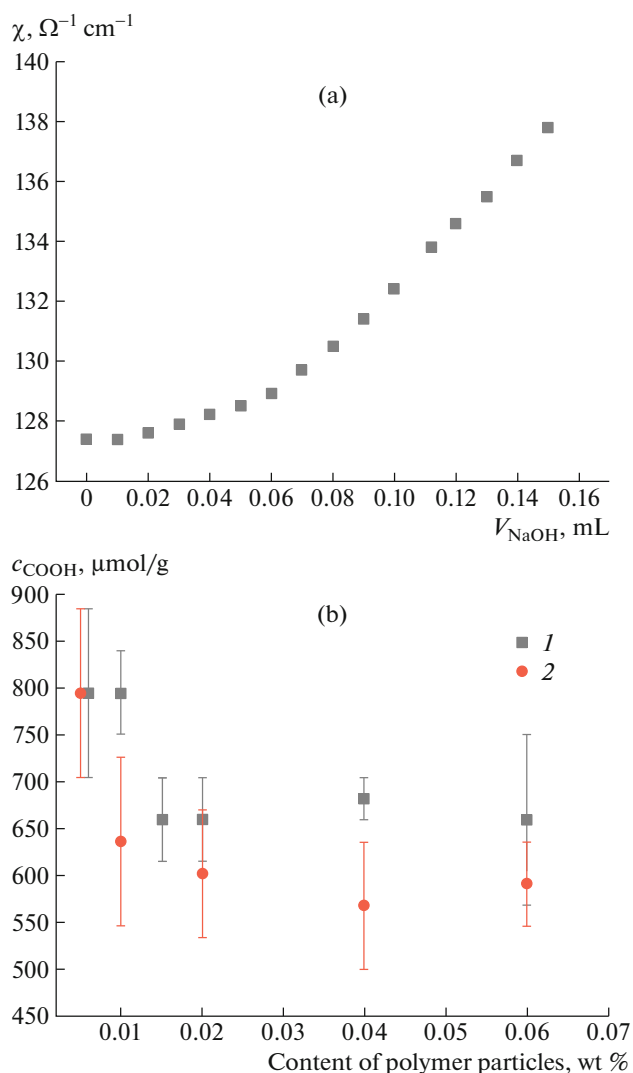 χ, Ω⁻¹ cm⁻¹
140
(a)
138
136
134
132
130
128
126
0 0.02 0.04 0.06 0.08 0.10 0.12 0.14 0.16
V_NaOH, mL
c_COOH, μmol/g
900
(b)
850
1
2
800
750
700
650
600
550
500
450
0.01 0.02 0.03 0.04 0.05 0.06 0.07
Content of polymer particles, wt %